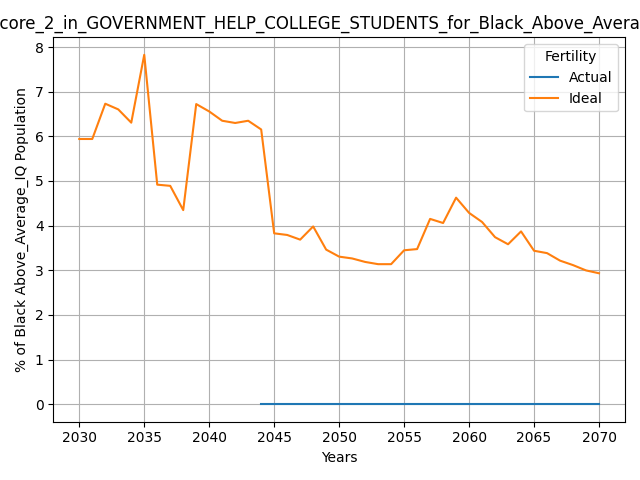 core_2_in_GOVERNMENT_HELP_COLLEGE_STUDENTS_for_Black_Above_Avera
% of Black Above_Average_IQ Population
8
7
6
5
4
3
2
1
0
Fertility
Actual
Ideal
2030 2035 2040 2045 2050 2055 2060 2065 2070
Years